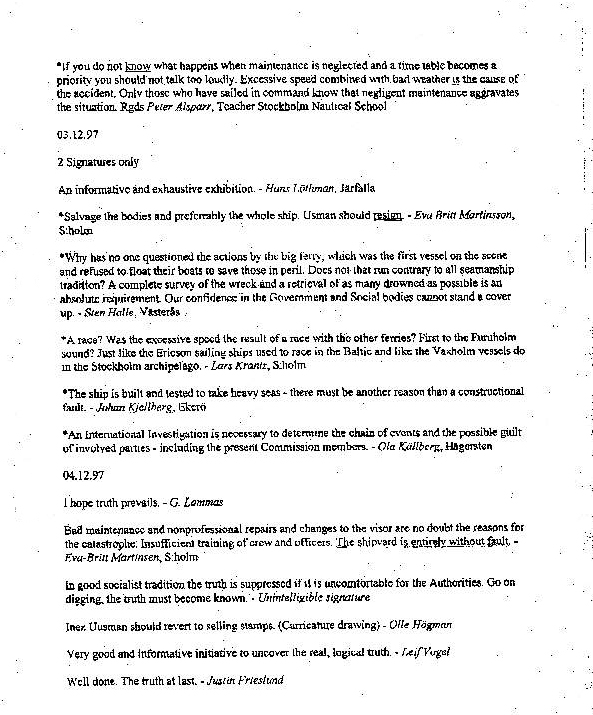 *If you do not know what happens when maintenance is neglected and a time table becomes a
priority you should not talk too loudly. Excessive speed combined with bad weather is the cause of
the accident. Only those who have sailed in command know that negligent maintenance aggravates
the situation. Rgds Peter Alsparr, Teacher Stockholm Nautical School
03.12.97
2 Signatures only
An informative and exhaustive exhibition. - Hans Löthman, Järfälla
*Salvage the bodies and preferrably the whole ship. Usman should resign. - Eva Britt Martinsson,
S:holm
*Why has no one questioned the actions by the big ferry, which was the first vessel on the scene
and refused to float their boats to save those in peril. Does not that run contrary to all seamanship
tradition? A complete survey of the wreck and a retrieval of as many drowned as possible is an
absolute requirement. Our confidence in the Government and Social bodies cannot stand a cover
up. - Sten Halle, Västerås
*A race? Was the excessive speed the result of a race with the other ferries? First to the Furuholm
sound? Just like the Ericson sailing ships used to race in the Baltic and like the Vaxholm vessels do
in the Stockholm archipelago. - Lars Krantz, S:holm
*The ship is built and tested to take heavy seas - there must be another reason than a constructional
fault. - Johan Kjellberg, Ekerö
*An International Investigation is necessary to determine the chain of events and the possible guilt
of involved parties - including the present Commission members. - Ola Källberg, Hägersten
04.12.97
I hope truth prevails. - G. Lammas
Bad maintenance and nonprofessional repairs and changes to the visor are no doubt the reasons for
the catastrophe. Insufficient training of crew and officers. The shipyard is entirely without fault. -
Eva-Britt Martinsen, S:holm
In good socialist tradition the truth is suppressed if it is uncomfortable for the Authorities. Go on
digging, the truth must become known. - Unintelligible signature
Inez Uusman should revert to selling stamps. (Curricature drawing) - Olle Högman
Very good and informative initiative to uncover the real, logical truth. - Leif Vogel
Well done. The truth at last. - Justin Frieslund